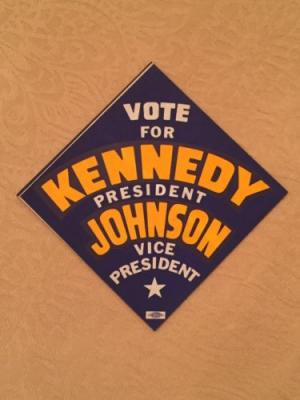 VOTE
FOR
KENNEDY
PRESIDENT
JOHNSON
VICE
PRESIDENT